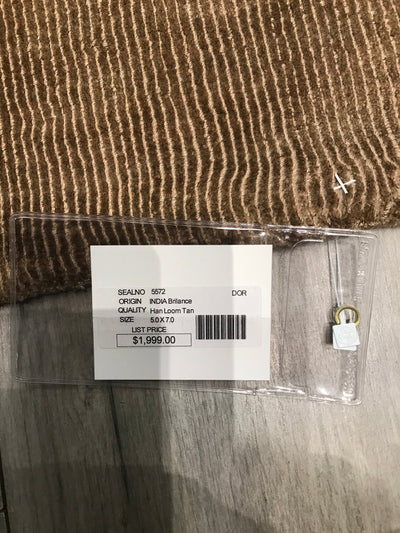 SEALNO 5572 DOR
ORIGIN INDIA Brilance
QUALITY Han Loom Tan
SIZE 5.0 X 7.0
LIST PRICE
$1,999.00